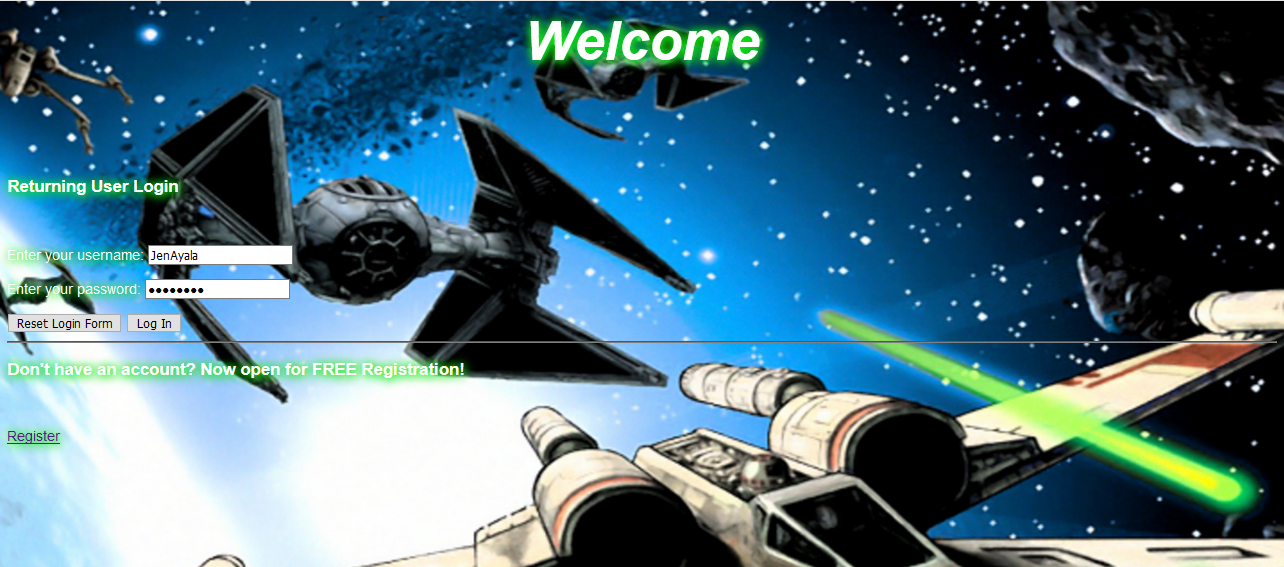 Welcome
Returning User Login
Enter your username: JenAyala
Enter your password: ●●●●●●●●
Reset Login Form Log In
Don't have an account? Now open for FREE Registration!
Register